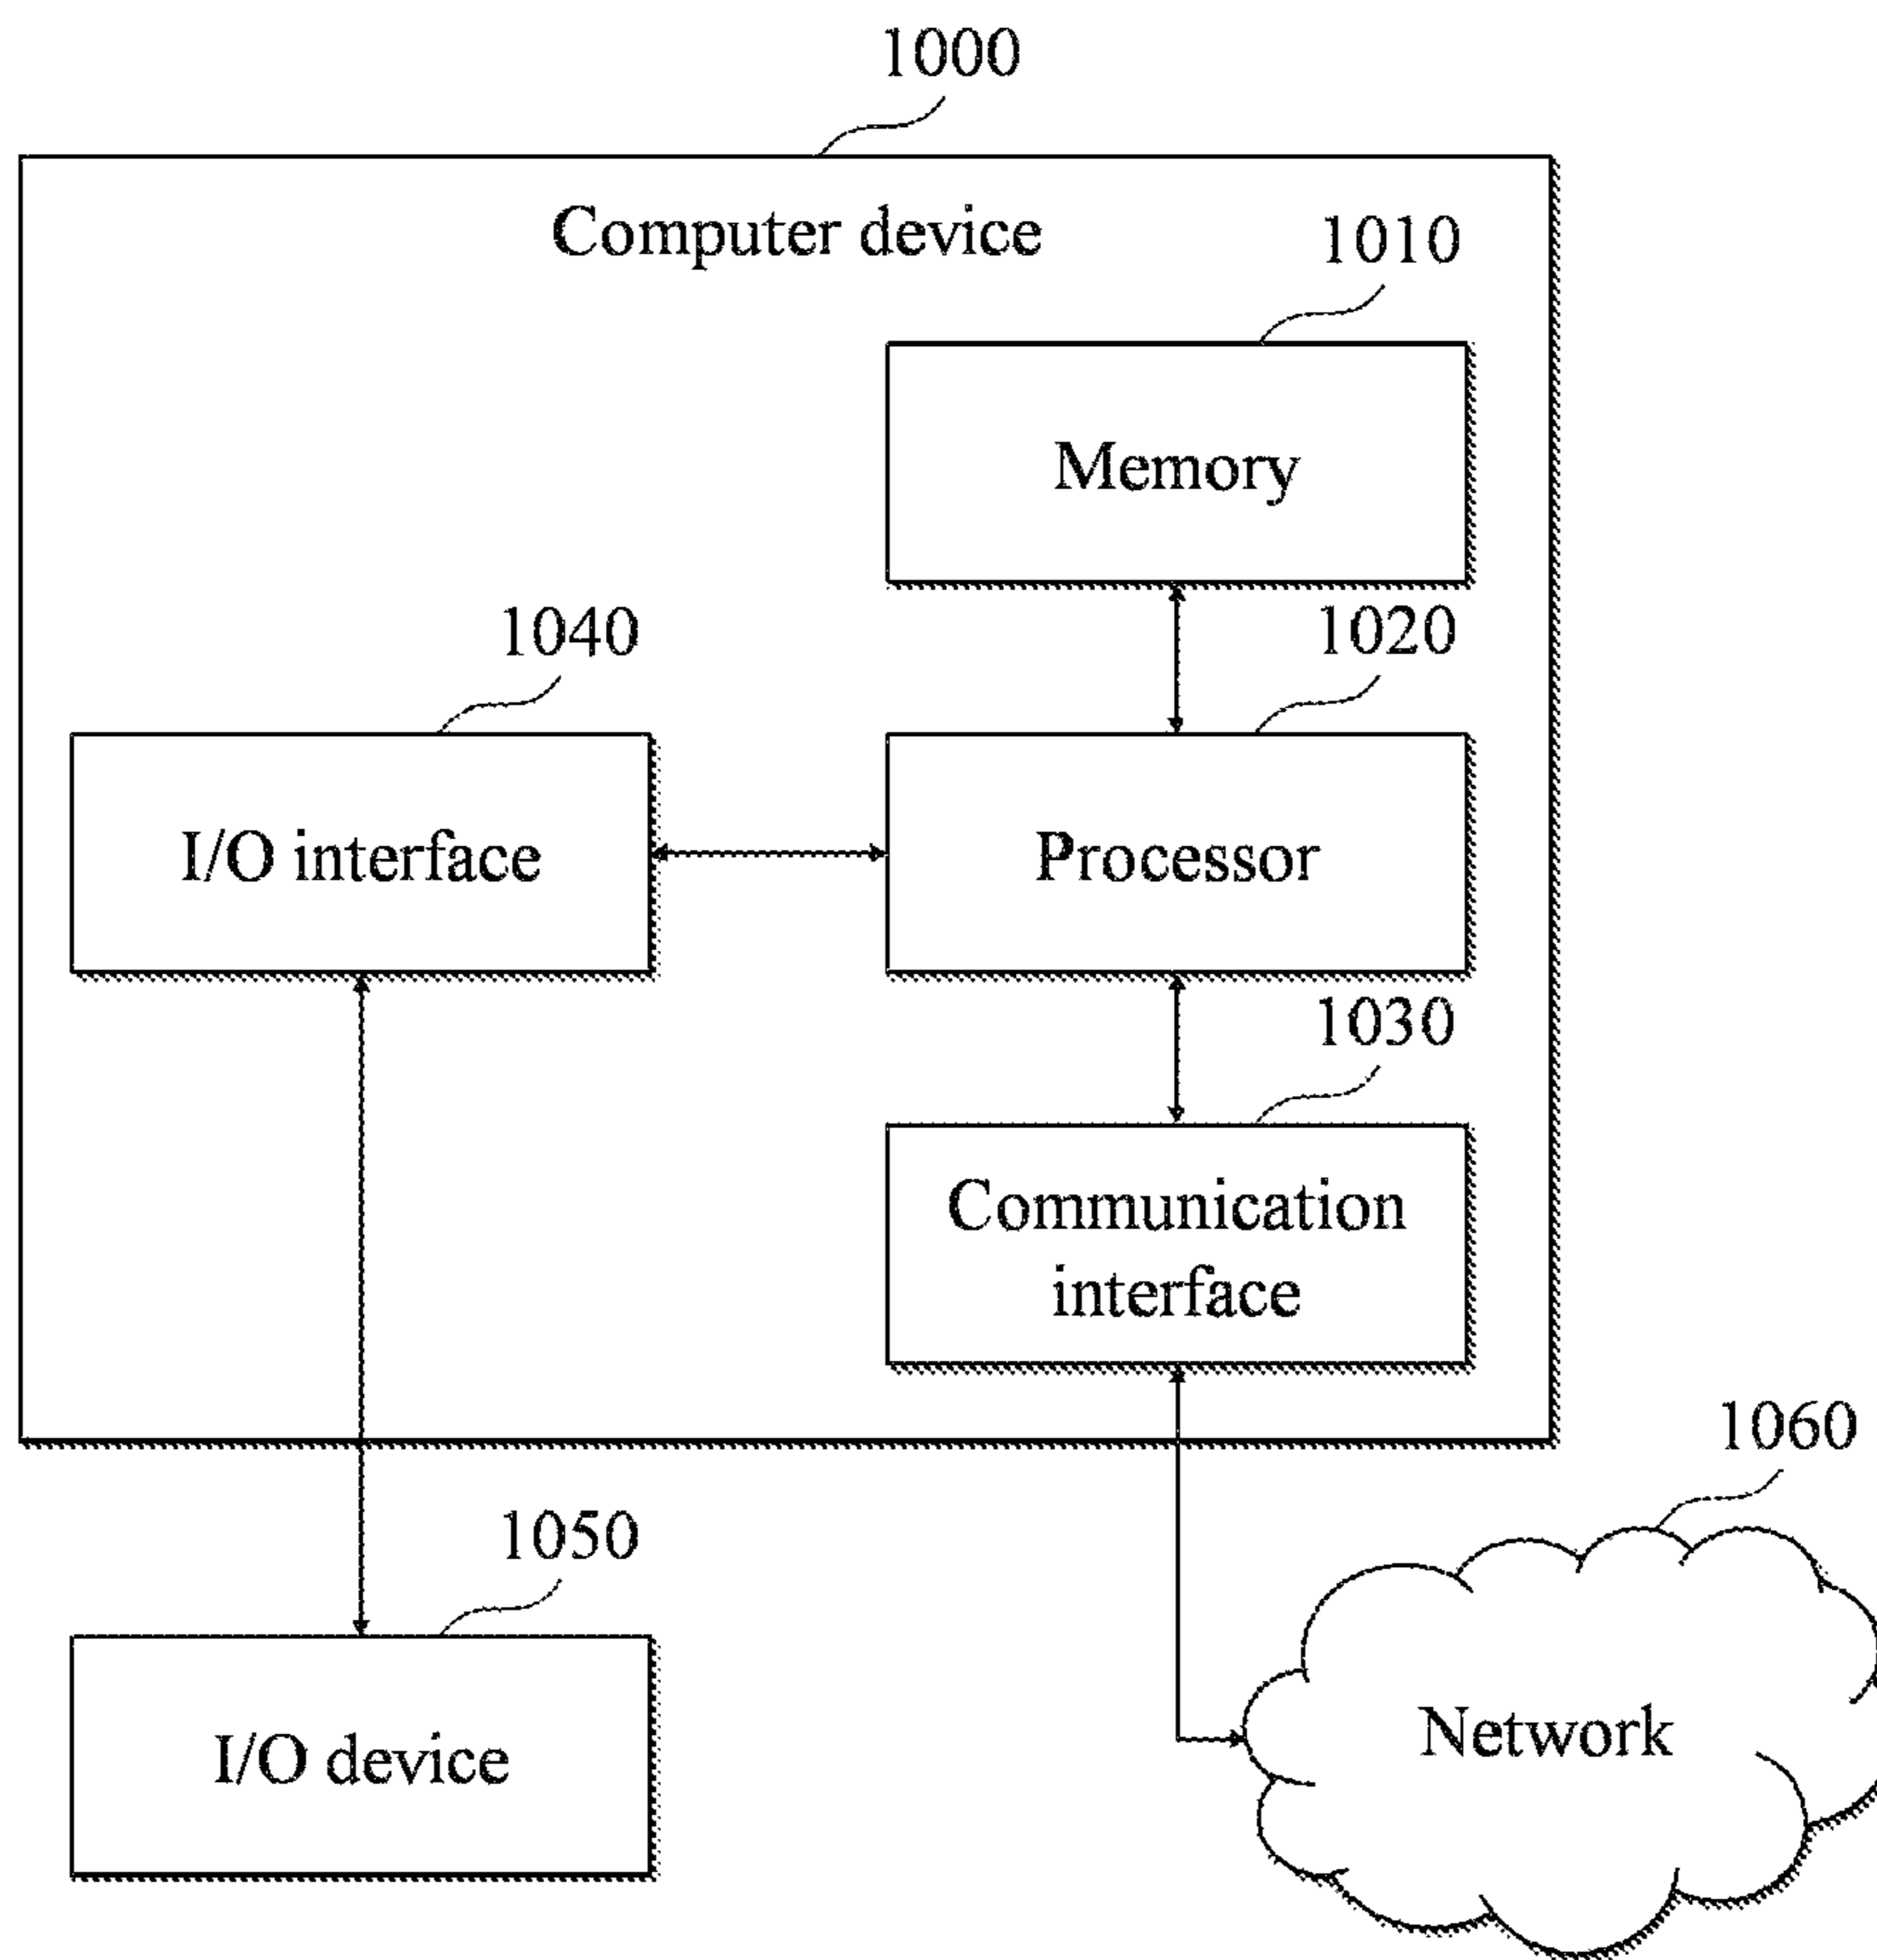 1000
Computer device
1010
Memory
1040
1020
I/O interface
Processor
1030
Communication
interface
1060
1050
I/O device
Network